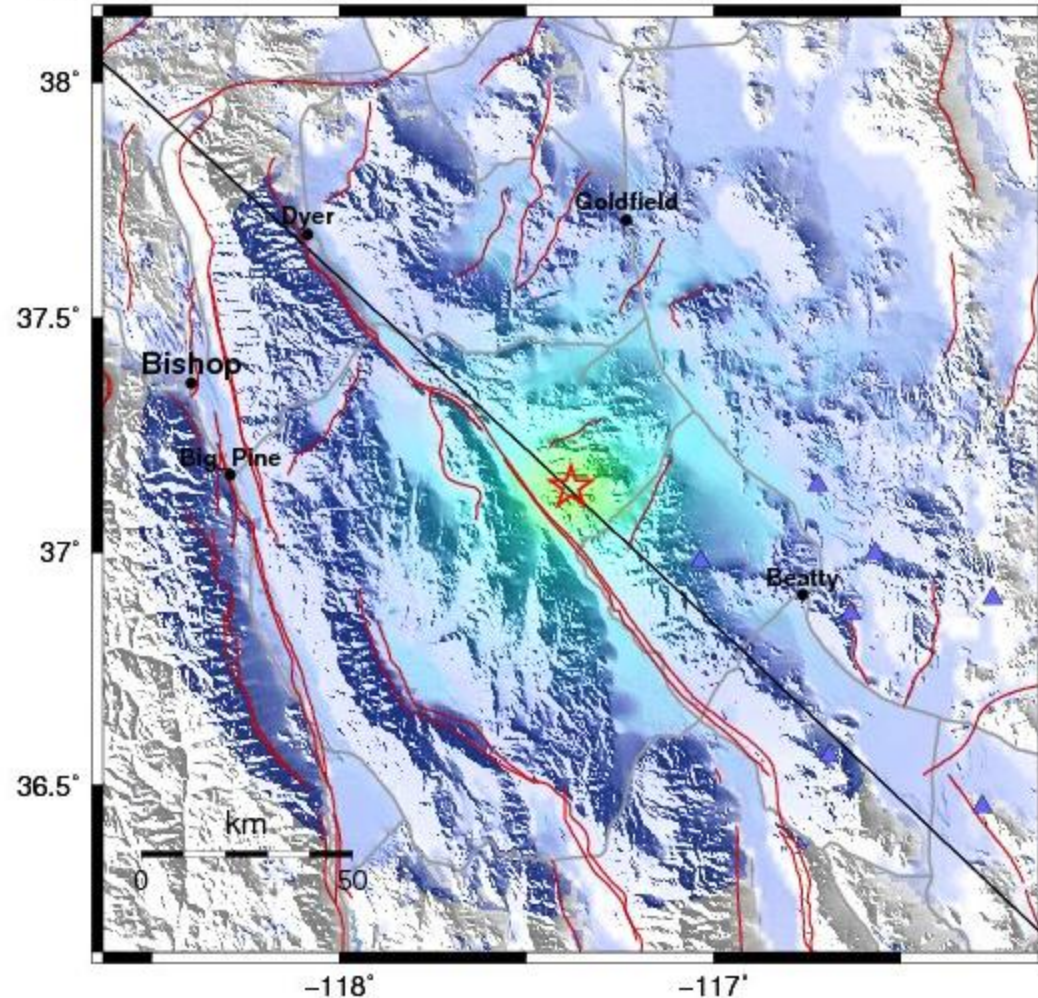 38°
Goldfield
Dyer
37.5°
Bishop
Big Pine
37°
Beatty
36.5°
km
0 50
-118° -117°